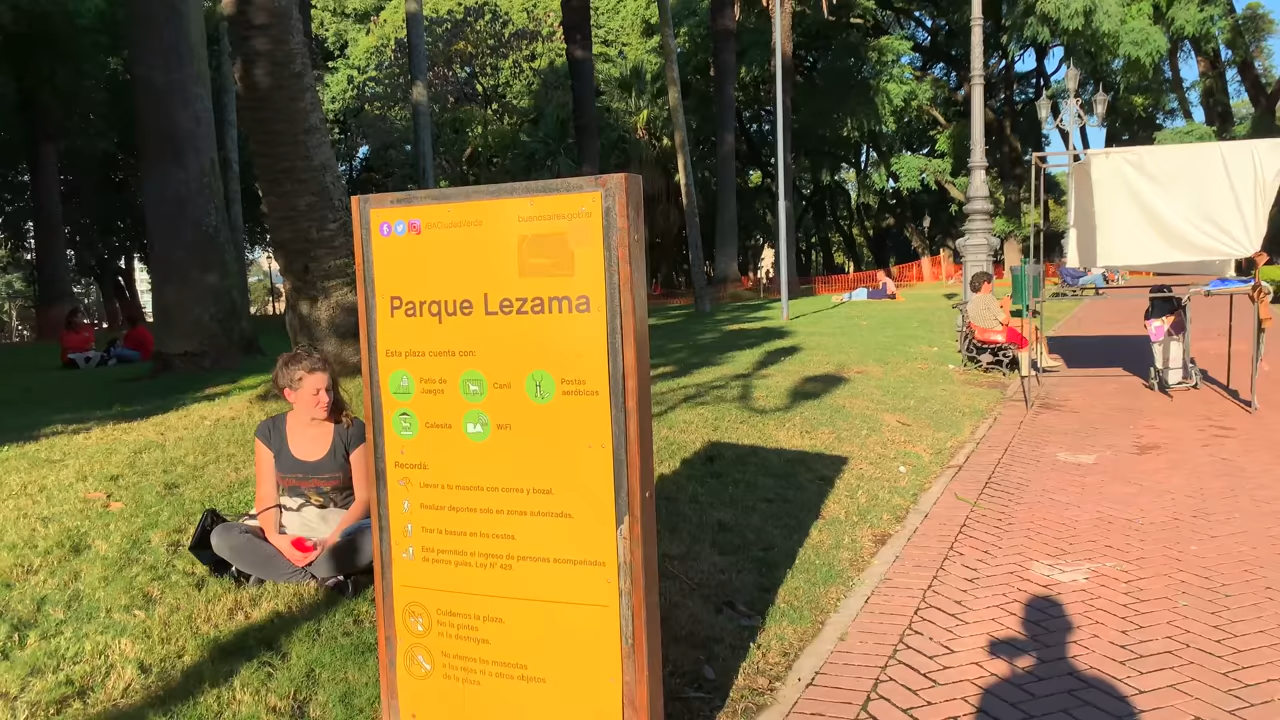 /BACiudadVerde
buenosaires.gob.ar
Parque Lezama
Esta plaza cuenta con:
Patio de
Juegos
Canil
Postas
aeróbicas
Calesita
BA
WiFi
Recordá:
Llevar a tu mascota con correa y bozal.
Realizar deportes solo en zonas autorizadas.
Tirar la basura en los cestos.
Está permitido el ingreso de personas acompañadas
de perros guías. Ley N° 429.
Cuidemos la plaza.
No la pintes
ni la destruyas.
No atemos las mascotas
a las rejas ni a otros objetos
de la plaza.